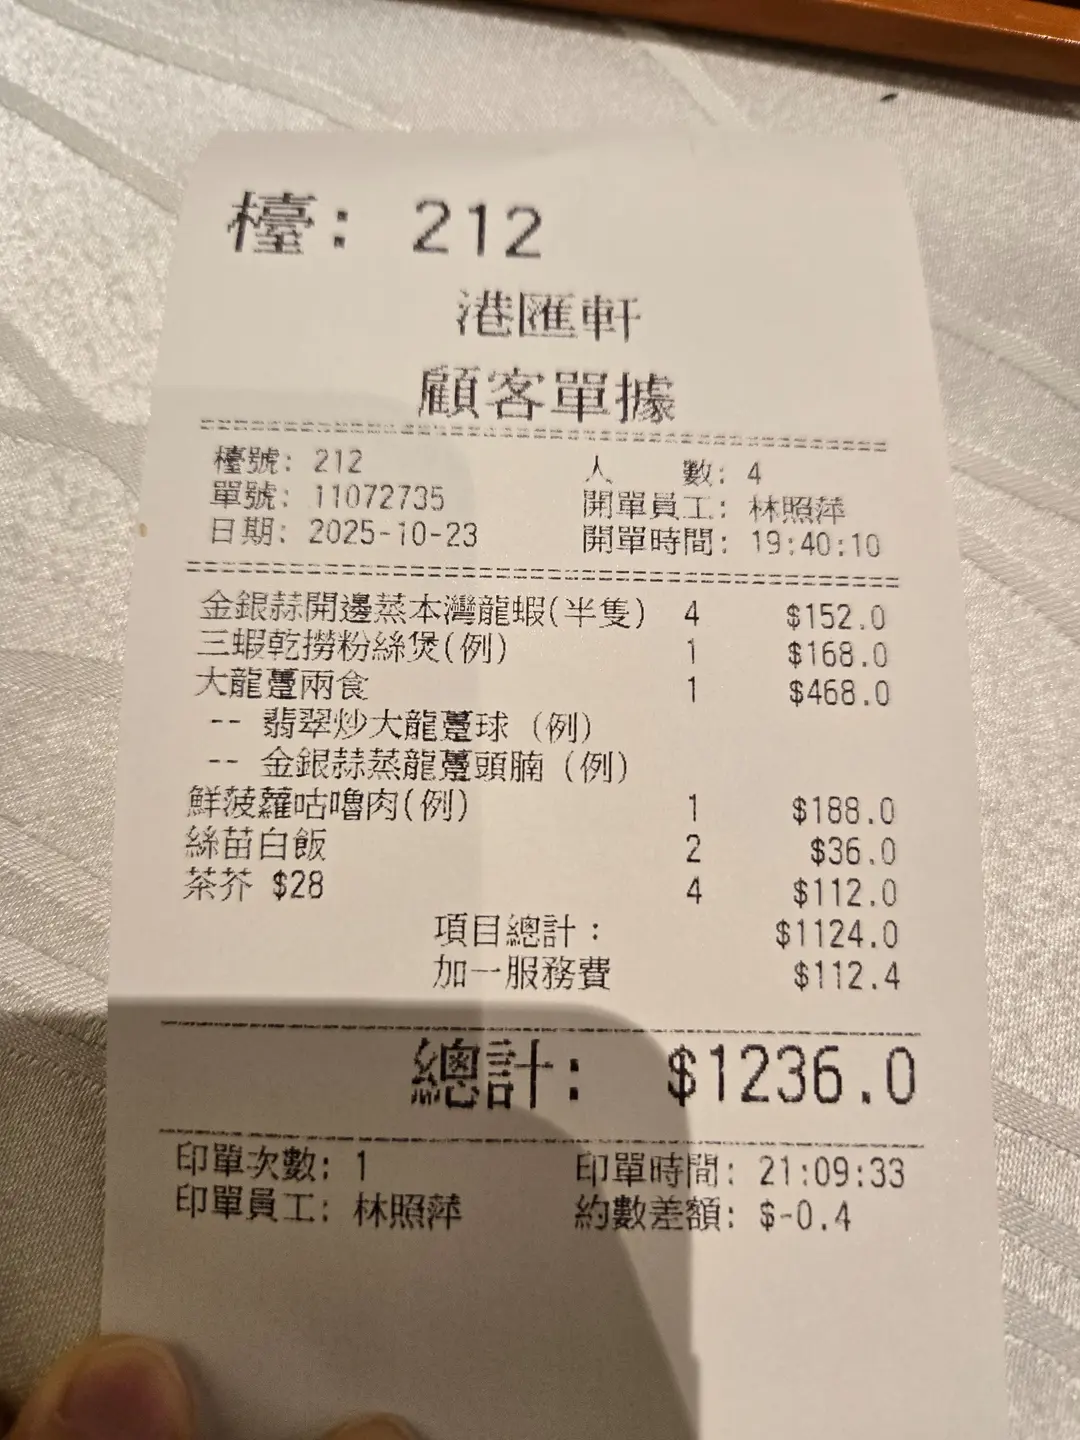 檯: 212
港匯軒
顧客單據
檯號: 212 人 數: 4
單號: 11072735 開單員工: 林照萍
日期: 2025-10-23 開單時間: 19:40:10
金銀蒜開邊蒸本灣龍蝦(半隻) 4 $152.0
三蝦乾撈粉絲煲(例) 1 $168.0
大龍躉兩食 1 $468.0
-- 翡翠炒大龍躉球 (例)
-- 金銀蒜蒸龍躉頭腩 (例)
鮮菠蘿咕嚕肉(例) 1 $188.0
絲苗白飯 2 $36.0
茶芥 $28 4 $112.0
項目總計: $1124.0
加一服務費 $112.4
總計: $1236.0
印單次數: 1 印單時間: 21:09:33
印單員工: 林照萍 約數差額: $-0.4